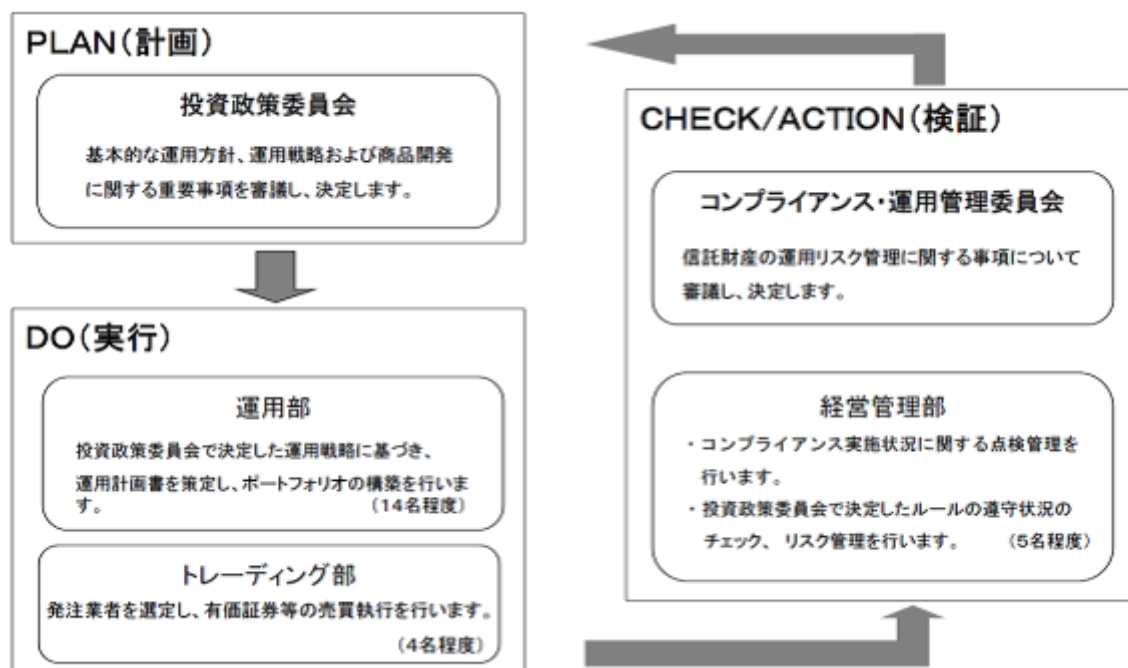 PLAN(計画)
投資政策委員会
基本的な運用方針、運用戦略および商品開発
に関する重要事項を審議し、決定します。
DO(実行)
運用部
投資政策委員会で決定した運用戦略に基づき、
運用計画書を策定し、ポートフォリオの構築を行いま
す。 (14名程度)
トレーディング部
発注業者を選定し、有価証券等の売買執行を行います。
(4名程度)
CHECK/ACTION(検証)
コンプライアンス・運用管理委員会
信託財産の運用リスク管理に関する事項について
審議し、決定します。
経営管理部
・コンプライアンス実施状況に関する点検管理を
行います。
・投資政策委員会で決定したルールの遵守状況の
チェック、リスク管理を行います。 (5名程度)